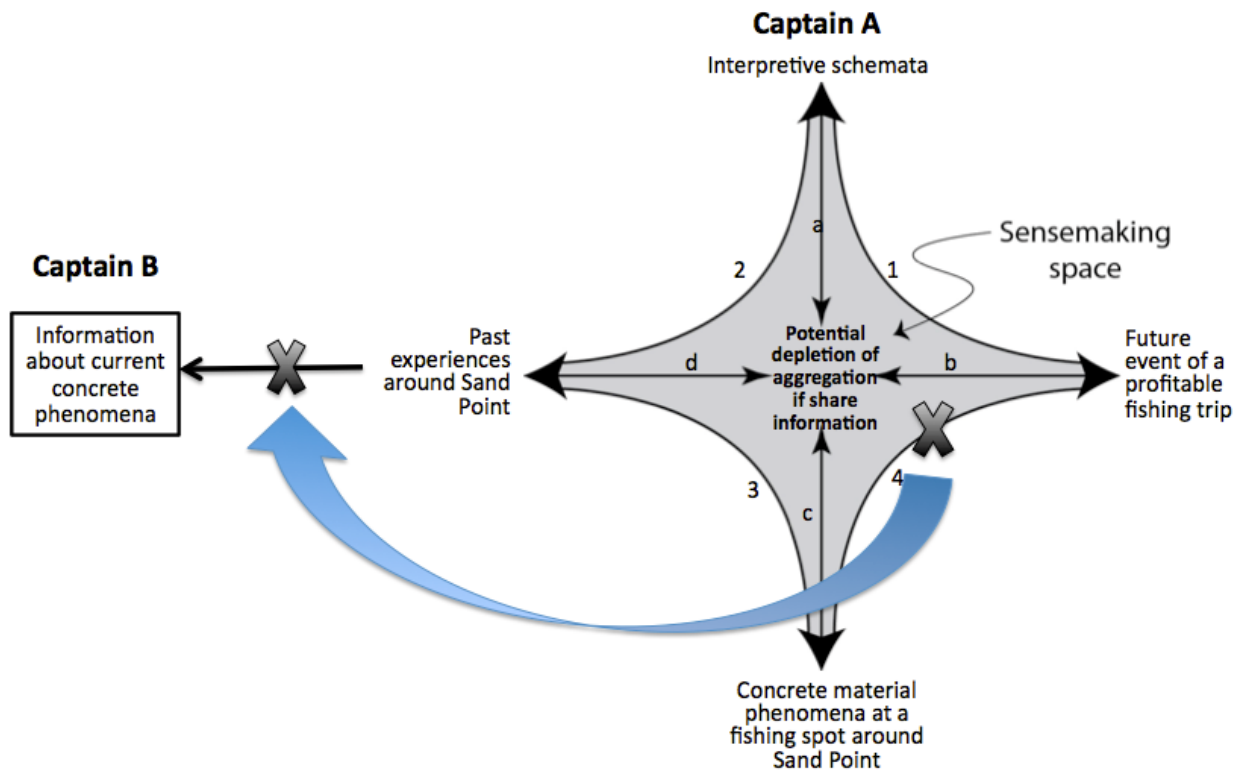 Captain A
Interpretive schemata
a
Sensemaking
space
2
1
Captain B
Information
about current
concrete
phenomena
Past
experiences
around Sand
Point
d
Potential
depletion of
aggregation
if share
information
b
Future
event of a
profitable
fishing trip
3
4
c
Concrete material
phenomena at a
fishing spot around
Sand Point